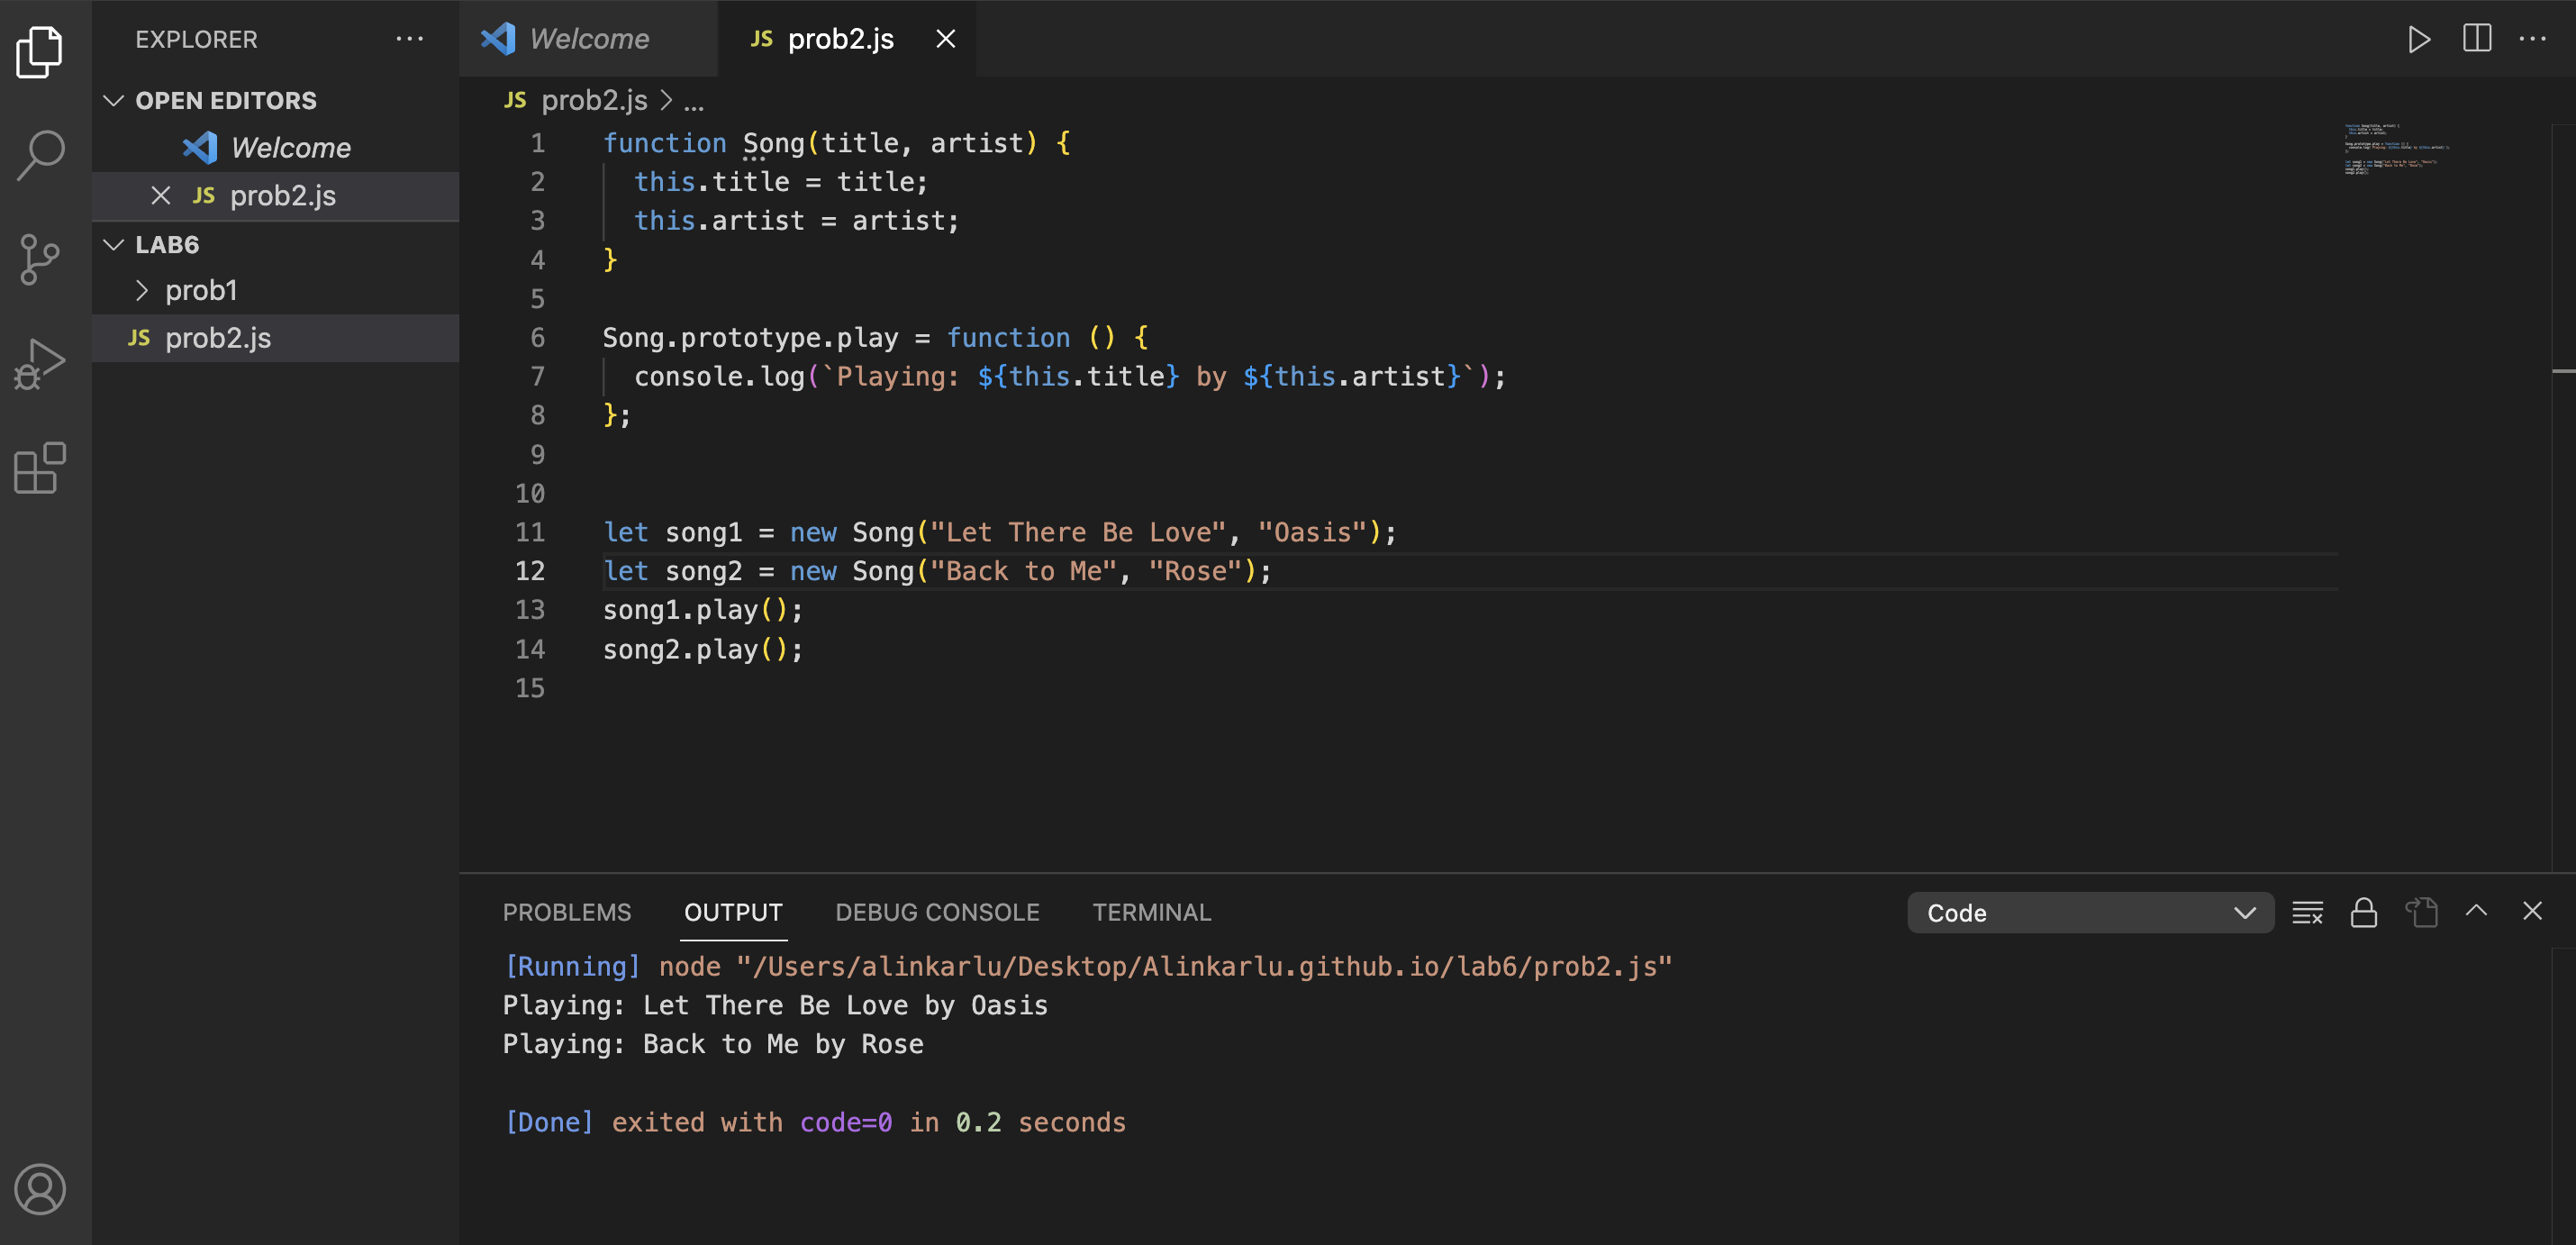 EXPLORER
OPEN EDITORS
Welcome
JS prob2.js
LAB6
prob1
JS prob2.js
Welcome
JS prob2.js
JS prob2.js > ...
1 function Song(title, artist) {
2   this.title = title;
3   this.artist = artist;
4 }
5
6 Song.prototype.play = function () {
7   console.log(`Playing: ${this.title} by ${this.artist}`);
8 };
9
10
11 let song1 = new Song("Let There Be Love", "Oasis");
12 let song2 = new Song("Back to Me", "Rose");
13 song1.play();
14 song2.play();
15
PROBLEMS OUTPUT DEBUG CONSOLE TERMINAL Code
[Running] node "/Users/alinkarlu/Desktop/Alinkarlu.github.io/lab6/prob2.js"
Playing: Let There Be Love by Oasis
Playing: Back to Me by Rose
[Done] exited with code=0 in 0.2 seconds